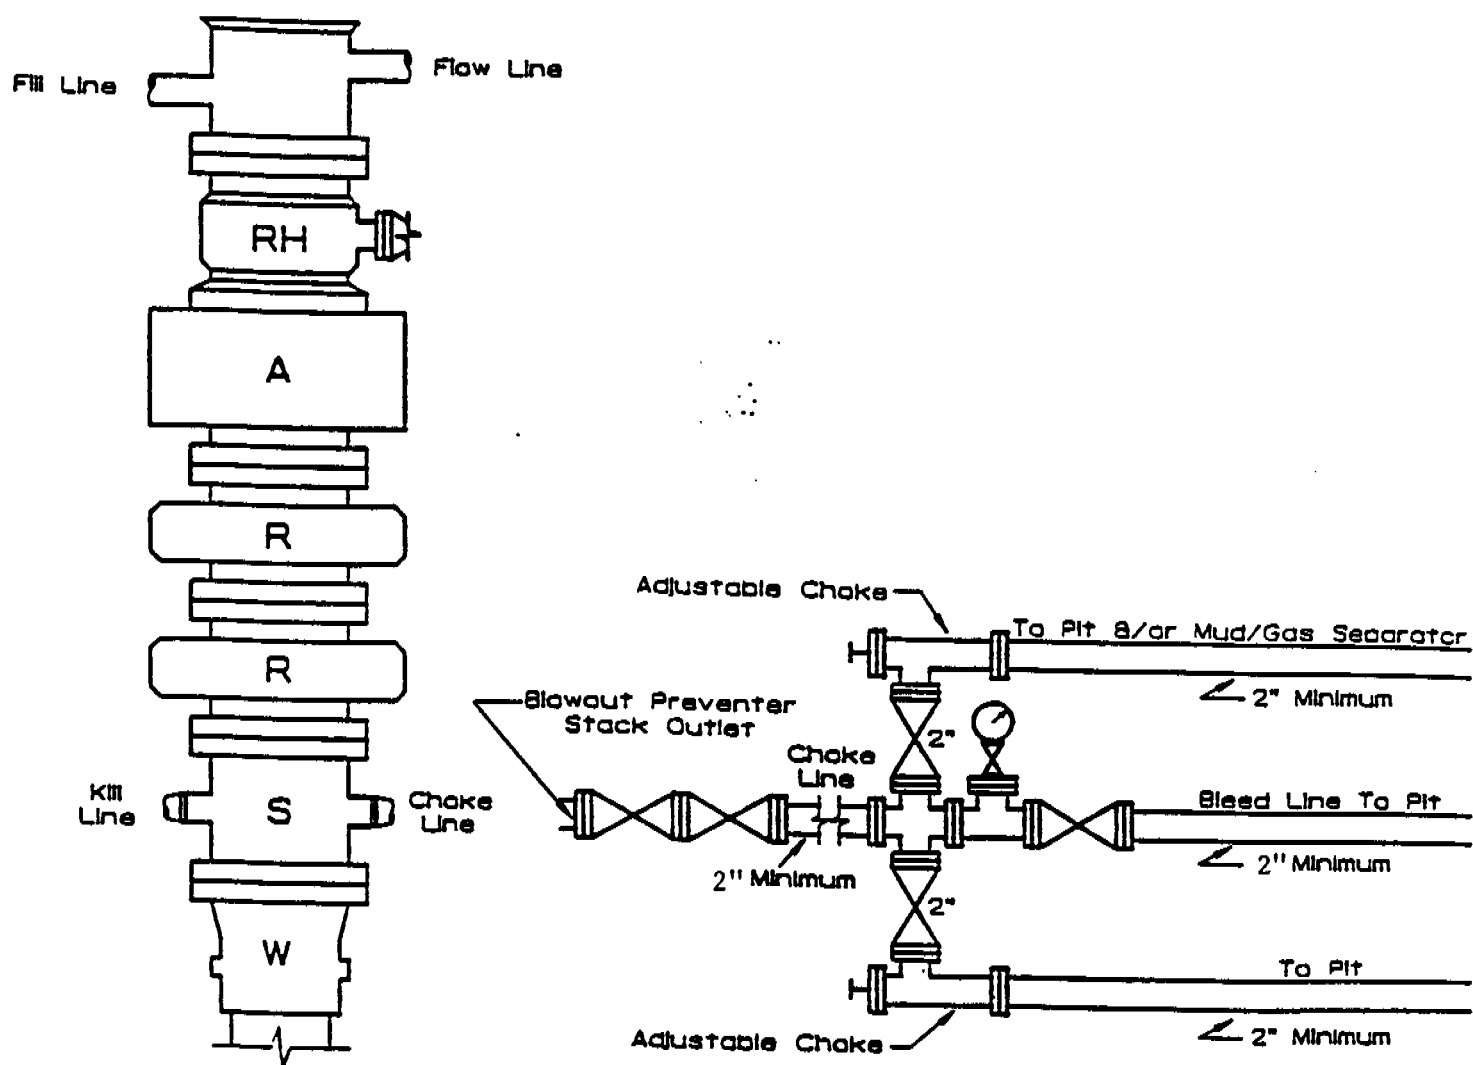 Fill Line
Flow Line
RH
A
R
R
Kill
Line
S
Choke
Line
W
Adjustable Choke
To Pit &/or Mud/Gas Separator
2" Minimum
Blowout Preventer
Stack Outlet
2"
Choke
Line
Bleed Line To Pit
2" Minimum
2" Minimum
2"
To Pit
Adjustable Choke
2" Minimum